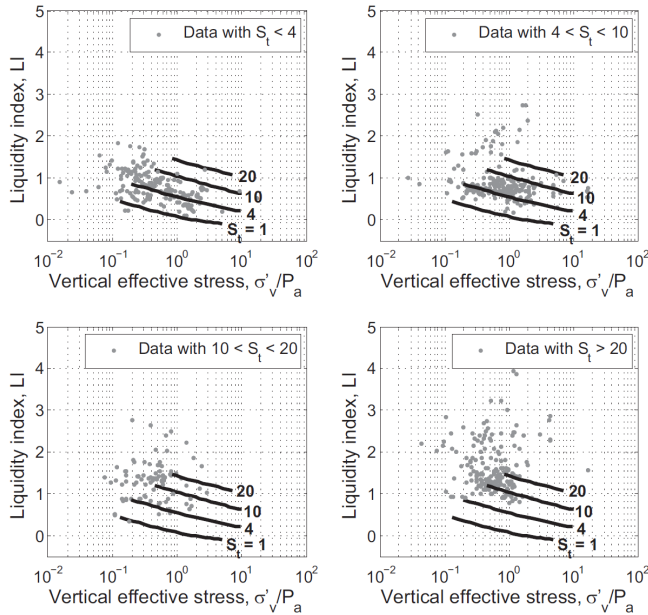 Data with S_t < 4
Liquidity index, LI
5
4
3
2
1
0
20
10
4
S_t = 1
10^-2 10^-1 10^0 10^1 10^2
Vertical effective stress, σ'_v/P_a
Data with 4 < S_t < 10
Liquidity index, LI
5
4
3
2
1
0
20
10
4
S_t = 1
10^-2 10^-1 10^0 10^1 10^2
Vertical effective stress, σ'_v/P_a
Data with 10 < S_t < 20
Liquidity index, LI
5
4
3
2
1
0
20
10
4
S_t = 1
10^-2 10^-1 10^0 10^1 10^2
Vertical effective stress, σ'_v/P_a
Data with S_t > 20
Liquidity index, LI
5
4
3
2
1
0
20
10
4
S_t = 1
10^-2 10^-1 10^0 10^1 10^2
Vertical effective stress, σ'_v/P_a